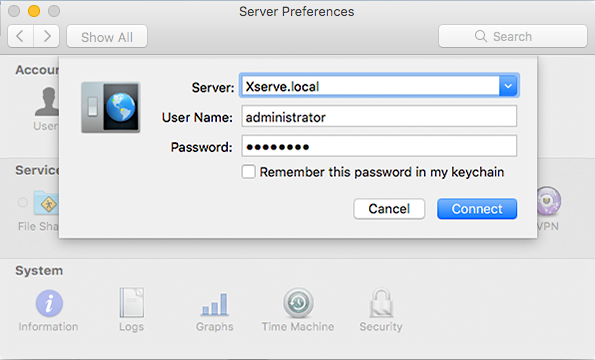 Server Preferences
Show All
Search
Accou
Server: Xserve.local
User Name: administrator
Password: ••••••••
Remember this password in my keychain
Cancel Connect
User
Service
File Sha
VPN
System
Information Logs Graphs Time Machine Security